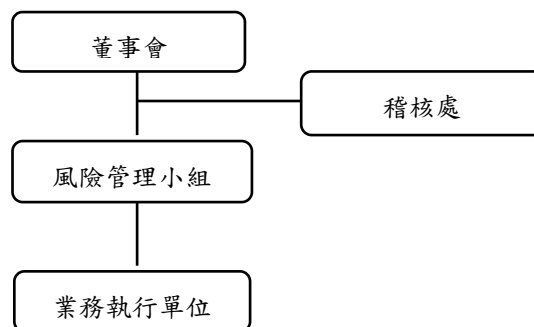 董事會
稽核處
風險管理小組
業務執行單位